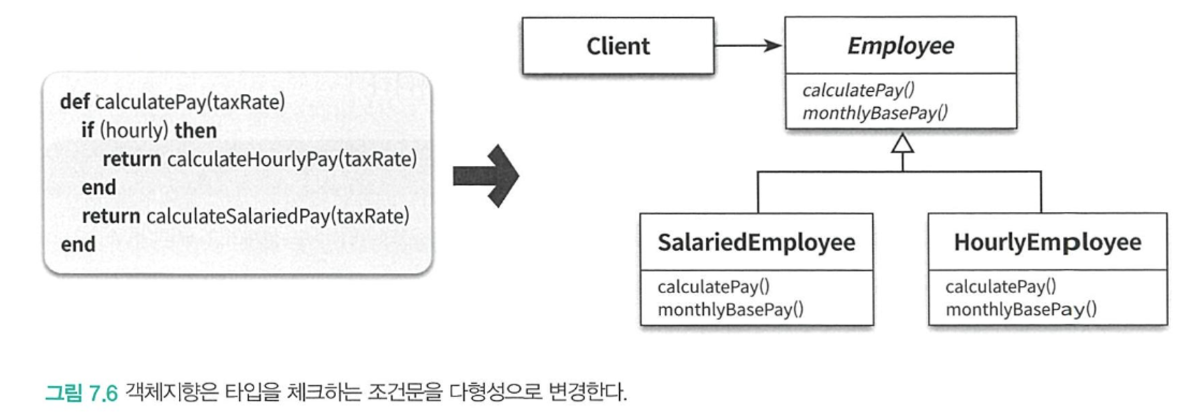 def calculatePay(taxRate)
if (hourly) then
return calculateHourlyPay(taxRate)
end
return calculateSalariedPay(taxRate)
end
Client
Employee
calculatePay()
monthlyBasePay()
SalariedEmployee
calculatePay()
monthlyBasePay()
HourlyEmployee
calculatePay()
monthlyBasePay()
그림 7.6 객체지향은 타입을 체크하는 조건문을 다형성으로 변경한다.